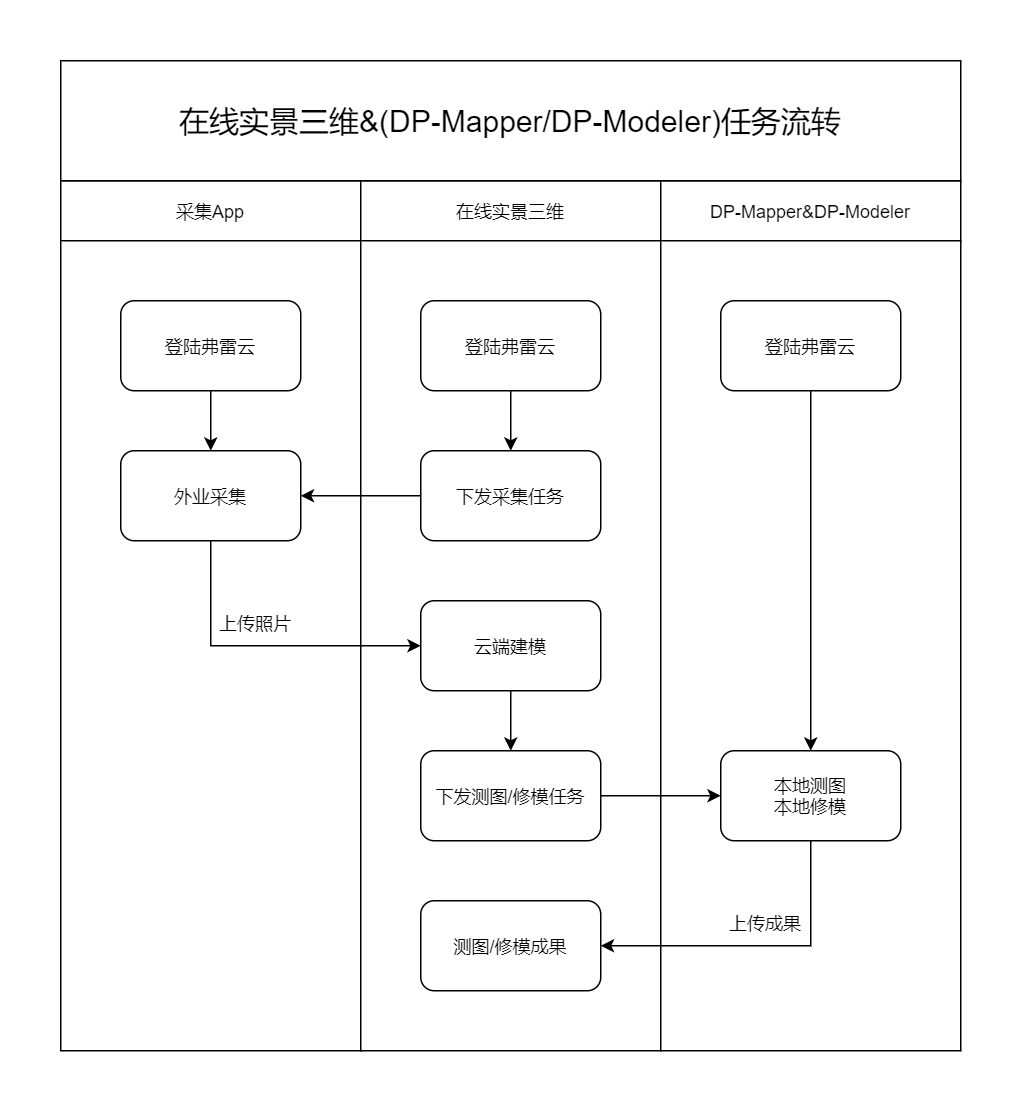 在线实景三维&(DP-Mapper/DP-Modeler)任务流转
采集App
在线实景三维
DP-Mapper&DP-Modeler
登陆弗雷云
登陆弗雷云
登陆弗雷云
外业采集
下发采集任务
上传照片
云端建模
下发测图/修模任务
本地测图
本地修模
上传成果
测图/修模成果